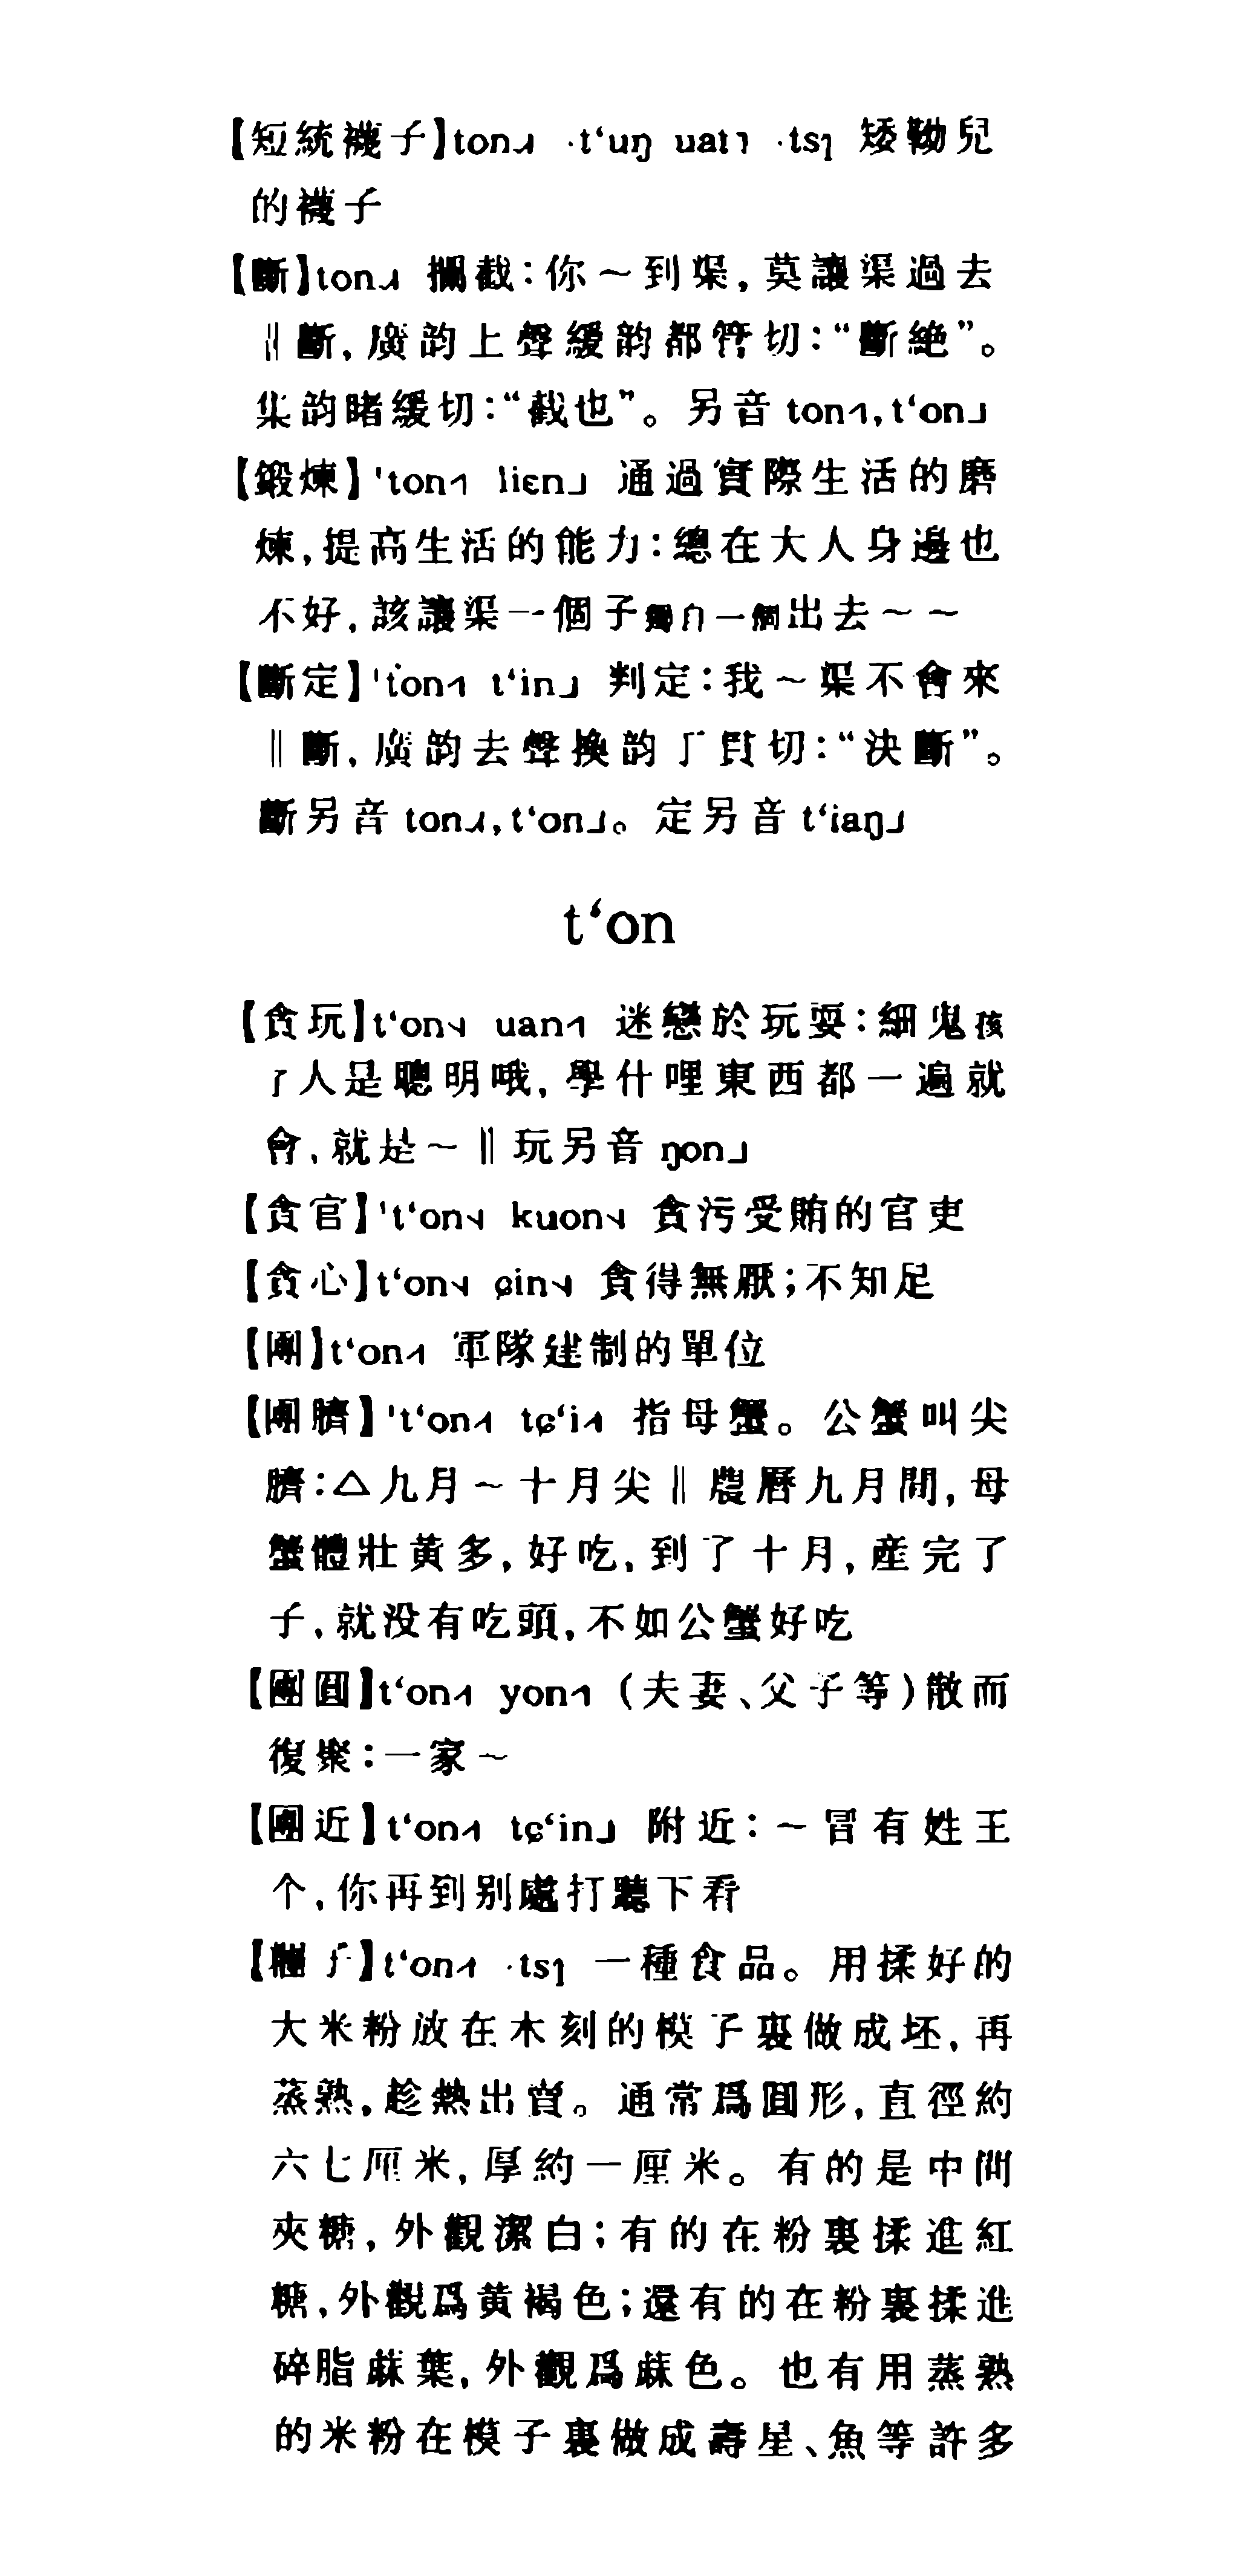 【短統襪子】tonɹ ·t‘uŋ uat˥ ·tsɿ 矮靿兒
的襪子
【斷】ton˨˩˧ 攔截：你～到渠，莫讓渠過去
‖斷，廣韵上聲緩韵都管切：“斷絶”。
集韵睹緩切：“截也”。另音 ton˧˥,t‘on˩
【鍛煉】'ton˧˥ liɛn˩ 通過實際生活的磨
煉，提高生活的能力：總在大人身邊也
不好，該讓渠一個子獨自一個出去～～
【斷定】'ton˧˥ t‘in˩ 判定：我～渠不會來
‖斷，廣韵去聲换韵丁貫切：“決斷”。
斷另音 ton˨˩˧,t‘on˩。定另音 t‘iaŋ˩
t‘on
【貪玩】t‘on˦˨ uan˧˥ 迷戀於玩耍：細鬼孩
子人是聰明哦，學什哩東西都一遍就
會，就是～‖玩另音 ŋon˩
【貪官】't‘on˦˨ kuon˦˨ 貪污受賄的官吏
【貪心】t‘on˦˨ ɕin˦˨ 貪得無厭；不知足
【團】t‘on˨˦ 軍隊建制的單位
【團臍】't‘on˨˦ tɕ‘i˨˦ 指母蟹。公蟹叫尖
臍：△九月～十月尖‖農曆九月間，母
蟹體壯黃多，好吃，到了十月，産完了
子，就没有吃頭，不如公蟹好吃
【團圓】t‘on˨˦ yon˧˥ （夫妻、父子等）散而
復聚：一家～
【團近】t‘on˨˦ tɕ‘in˩ 附近：～冒有姓王
个，你再到别處打聽下看
【糰子】t‘on˨˦ ·tsɿ 一種食品。用揉好的
大米粉放在木刻的模子裏做成坯，再
蒸熟，趁熱出賣。通常爲圓形，直徑約
六七厘米，厚約一厘米。有的是中間
夾糖，外觀潔白；有的在粉裏揉進紅
糖，外觀爲黃褐色；還有的在粉裏揉進
碎脂蔴葉，外觀爲蔴色。也有用蒸熟
的米粉在模子裏做成壽星、魚等許多